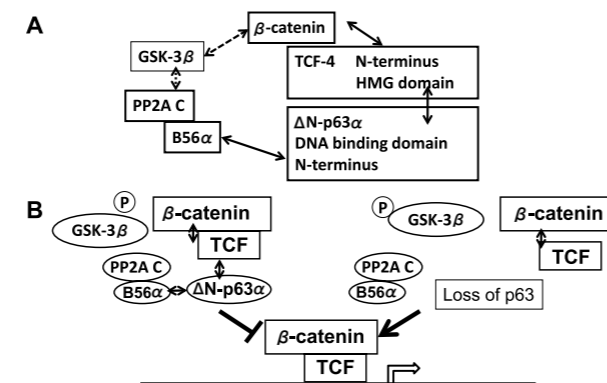 A
β-catenin
GSK-3β
TCF-4 N-terminus
HMG domain
PP2A C
B56α
ΔN-p63α
DNA binding domain
N-terminus
B
P
GSK-3β
β-catenin
TCF
PP2A C
B56α
ΔN-p63α
P
GSK-3β
β-catenin
TCF
PP2A C
B56α
Loss of p63
β-catenin
TCF